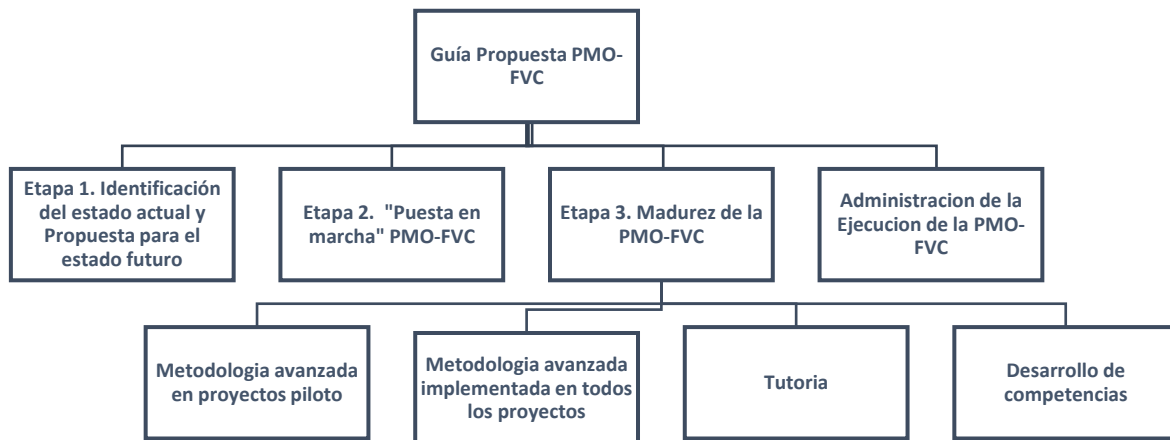 Guía Propuesta PMO-
FVC
Etapa 1. Identificación
del estado actual y
Propuesta para el
estado futuro
Etapa 2.  "Puesta en
marcha" PMO-FVC
Etapa 3. Madurez de la
PMO-FVC
Administracion de la
Ejecucion de la PMO-
FVC
Metodologia avanzada
en proyectos piloto
Metodologia avanzada
implementada en todos
los proyectos
Tutoria
Desarrollo de
competencias